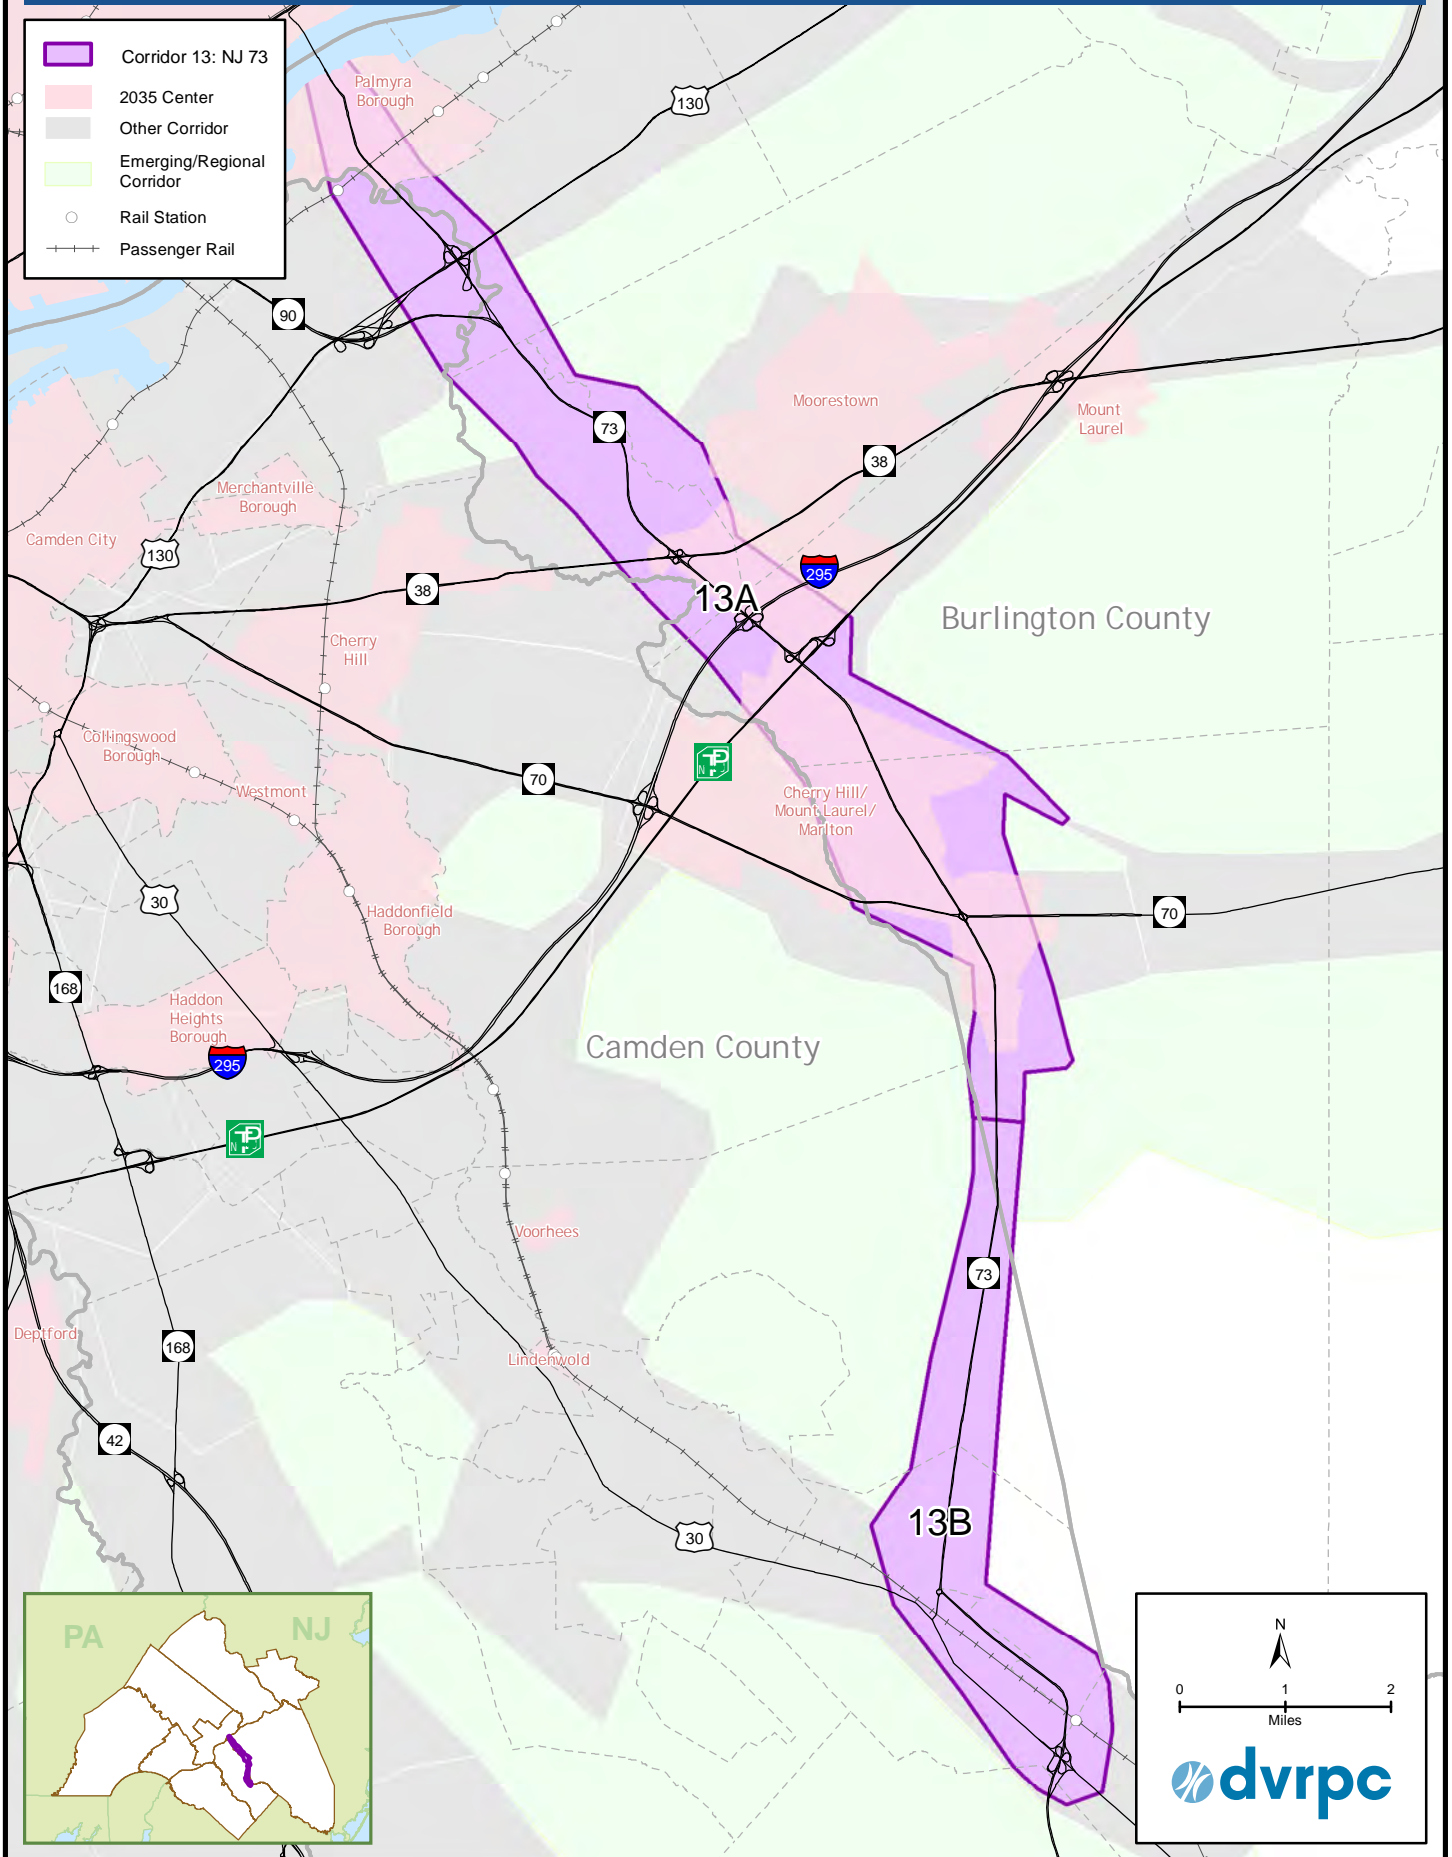 Corridor 13: NJ 73
2035 Center
Other Corridor
Emerging/Regional
Corridor
Rail Station
Passenger Rail
Palmyra
Borough
130
90
73
Moorestown
Mount
Laurel
38
Merchantville
Borough
Camden City
130
38
295
13A
Burlington County
Cherry
Hill
Collingswood
Borough
Westmont
70
N
TP
Cherry Hill/
Mount Laurel/
Marlton
30
Haddonfield
Borough
70
168
Haddon
Heights
Borough
295
Camden County
N
TP
Voorhees
73
Deptford
168
Lindenwold
42
30
13B
PA
NJ
N
0
1
2
Miles
dvrpc